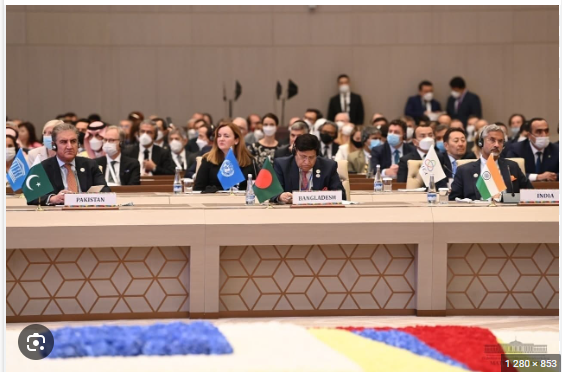 PAKISTAN
BANGLADESH
INDIA
1 280 × 853